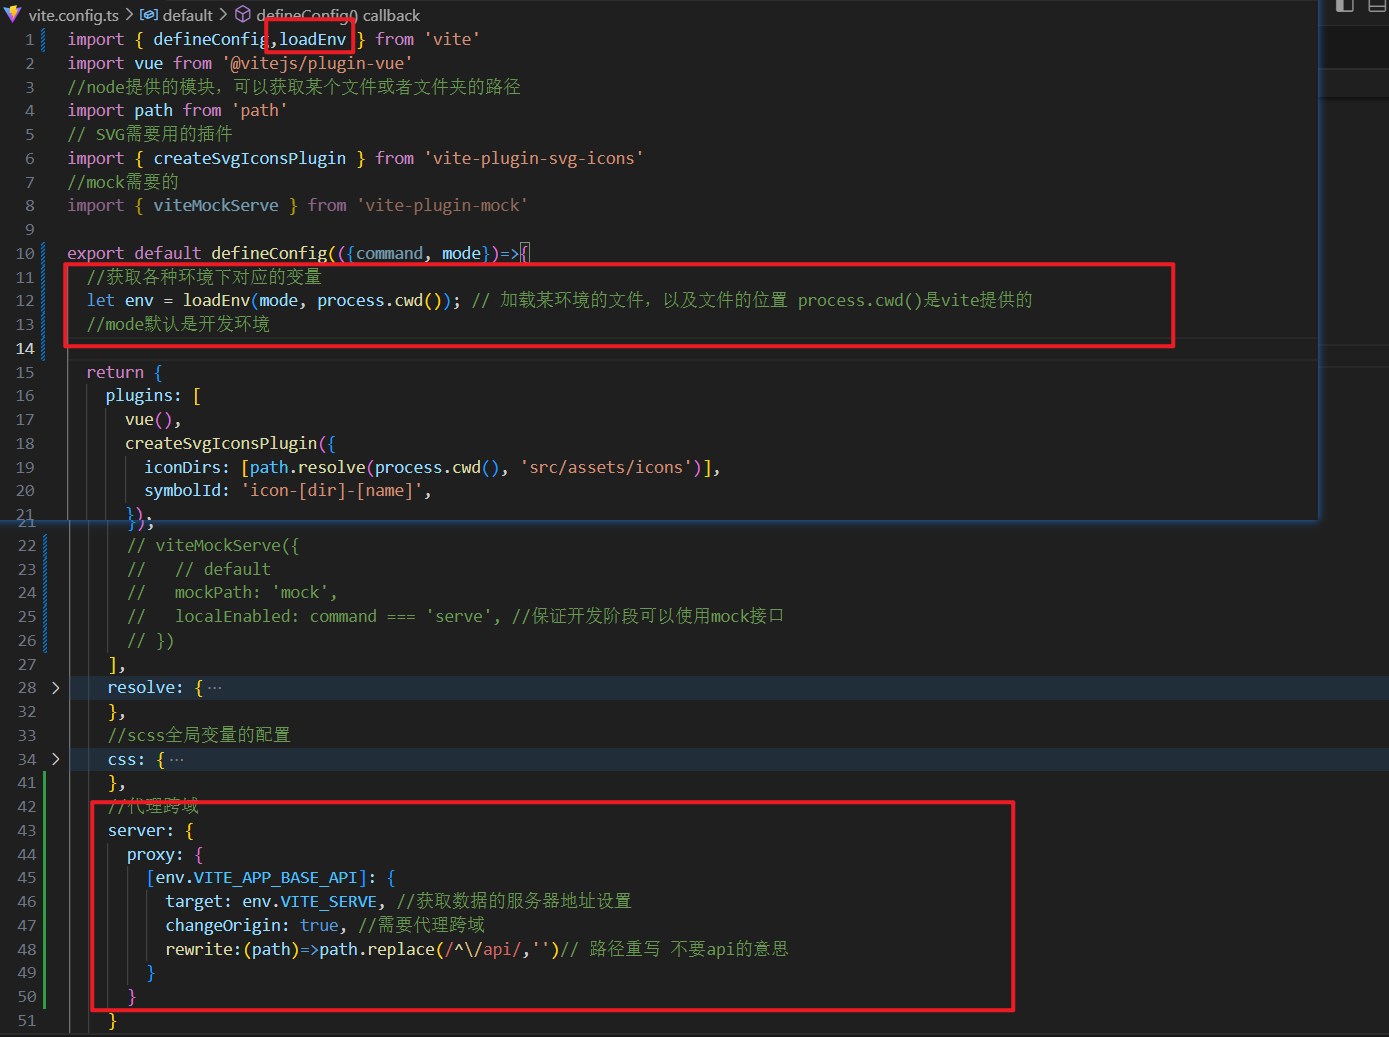 vite.config.ts > default > defineConfig() callback
1 import { defineConfig,loadEnv } from 'vite'
2 import vue from '@vitejs/plugin-vue'
3 //node提供的模块，可以获取某个文件或者文件夹的路径
4 import path from 'path'
5 // SVG需要用的插件
6 import { createSvgIconsPlugin } from 'vite-plugin-svg-icons'
7 //mock需要的
8 import { viteMockServe } from 'vite-plugin-mock'
9
10 export default defineConfig(({command, mode})=>{
11 //获取各种环境下对应的变量
12 let env = loadEnv(mode, process.cwd()); // 加载某环境的文件，以及文件的位置 process.cwd()是vite提供的
13 //mode默认是开发环境
14
15 return {
16 plugins: [
17 vue(),
18 createSvgIconsPlugin({
19 iconDirs: [path.resolve(process.cwd(), 'src/assets/icons')],
20 symbolId: 'icon-[dir]-[name]',
21 }),
21 }),
22 // viteMockServe({
23 // // default
24 // mockPath: 'mock',
25 // localEnabled: command === 'serve', //保证开发阶段可以使用mock接口
26 // })
27 ],
28 resolve: { ···
32 },
33 //scss全局变量的配置
34 css: { ···
41 },
42 //代理跨域
43 server: {
44 proxy: {
45 [env.VITE_APP_BASE_API]: {
46 target: env.VITE_SERVE, //获取数据的服务器地址设置
47 changeOrigin: true, //需要代理跨域
48 rewrite:(path)=>path.replace(/^\/api/,'')// 路径重写 不要api的意思
49 }
50 }
51 }